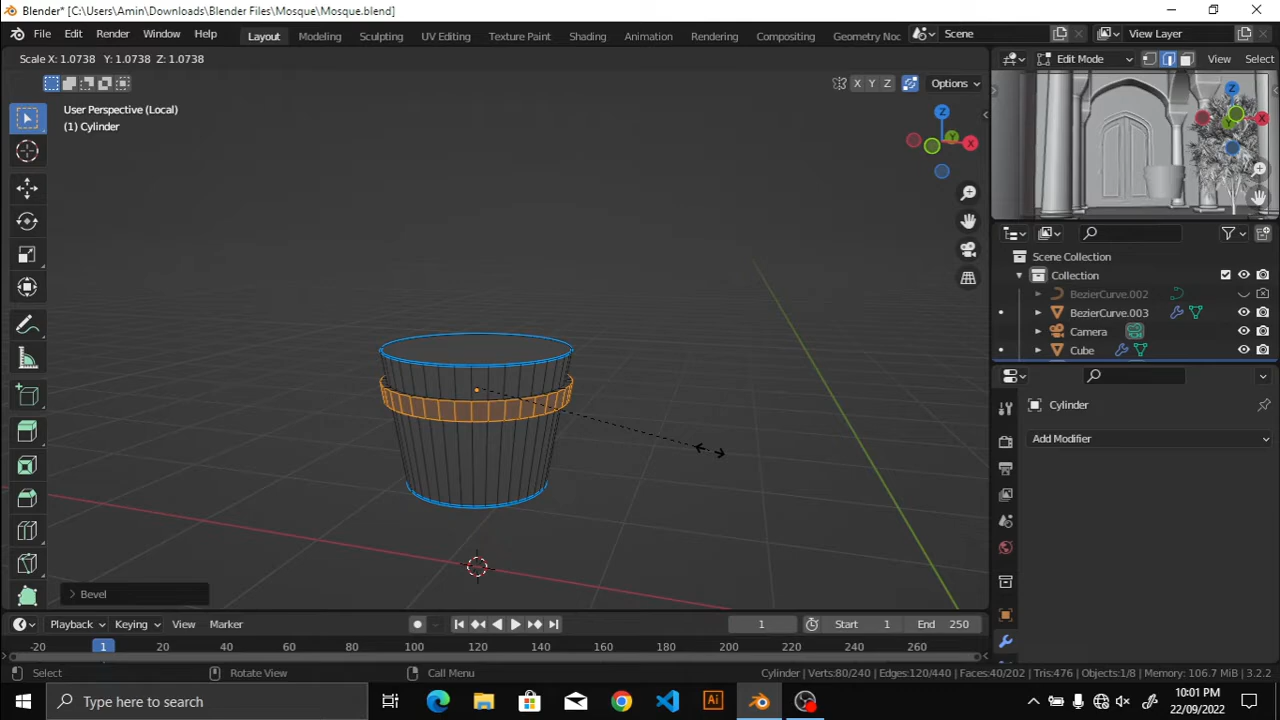 Blender* [C:\Users\Amin\Downloads\Blender Files\Mosque\Mosque.blend]
File Edit Render Window Help Layout Modeling Sculpting UV Editing Texture Paint Shading Animation Rendering Compositing Geometry Noc Scene View Layer
Scale X: 1.0738 Y: 1.0738 Z: 1.0738 Edit Mode View Select
X Y Z Options
User Perspective (Local)
(1) Cylinder
Z
Y
X
Z
X
Y
Scene Collection
Collection
BezierCurve.002
BezierCurve.003
Camera
Cube
Cylinder
Add Modifier
Bevel
Playback Keying View Marker 1 Start 1 End 250
-20 1 20 40 60 80 100 120 140 160 180 200 220 240 260
Select Rotate View Call Menu Cylinder | Verts:80/240 | Edges:120/440 | Faces:40/202 | Tris:476 | Objects:1/8 | Memory: 106.7 MiB | 3.2.2
Type here to search Ai 10:01 PM
22/09/2022